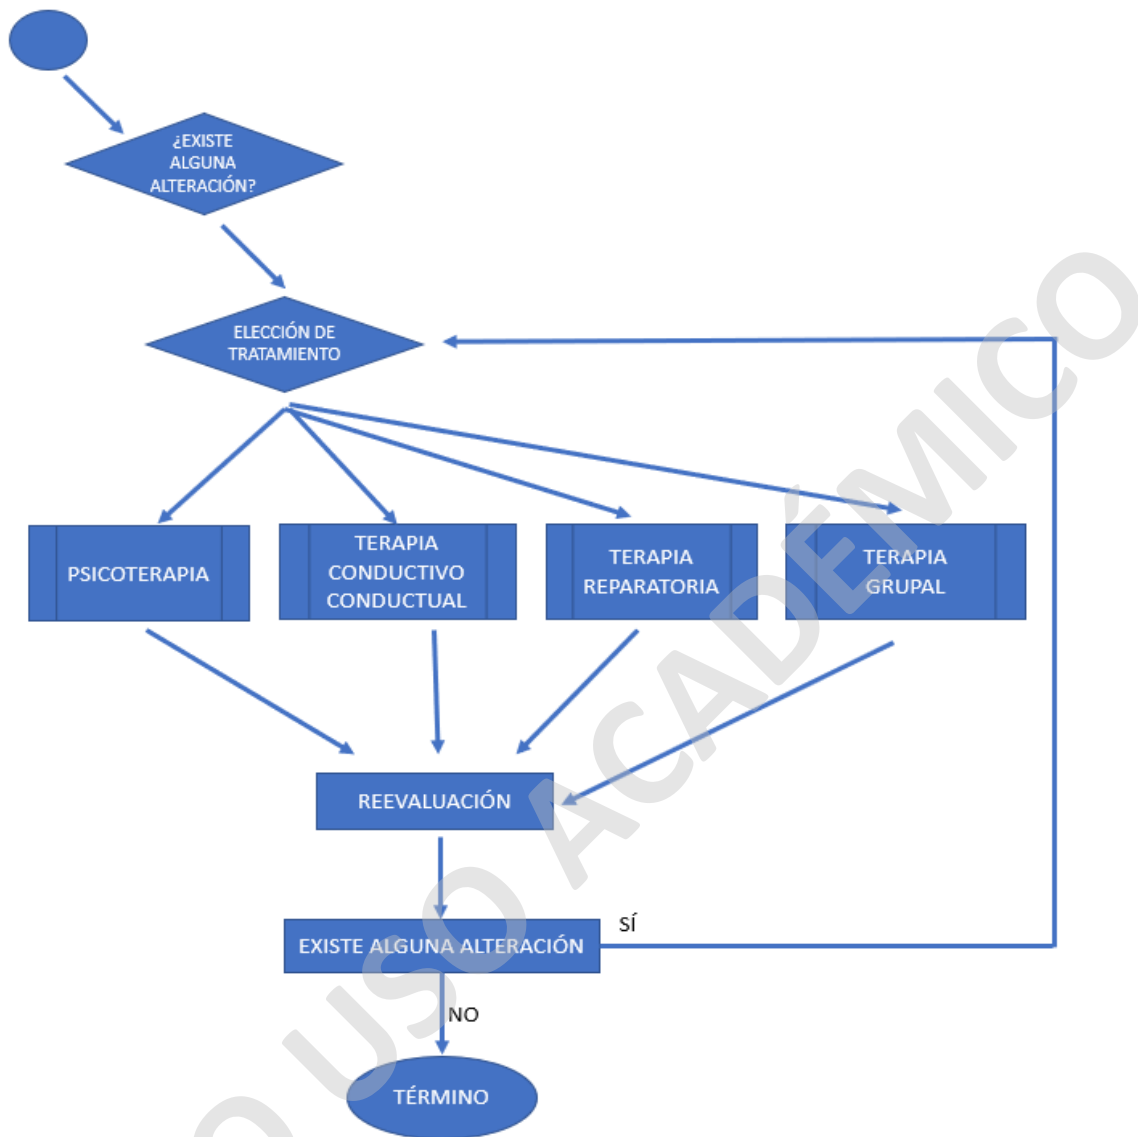 ¿EXISTE
ALGUNA
ALTERACIÓN?
ELECCIÓN DE
TRATAMIENTO
PSICOTERAPIA
TERAPIA
CONDUCTIVO
CONDUCTUAL
TERAPIA
REPARATORIA
TERAPIA
GRUPAL
REEVALUACIÓN
EXISTE ALGUNA ALTERACIÓN
SÍ
NO
TÉRMINO
O USO ACADÉMICO